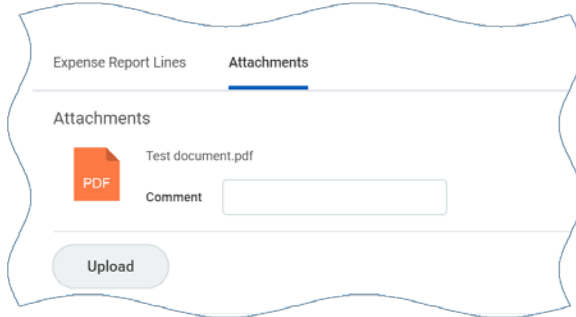 Expense Report Lines Attachments
Attachments
Test document.pdf
PDF
Comment
Upload